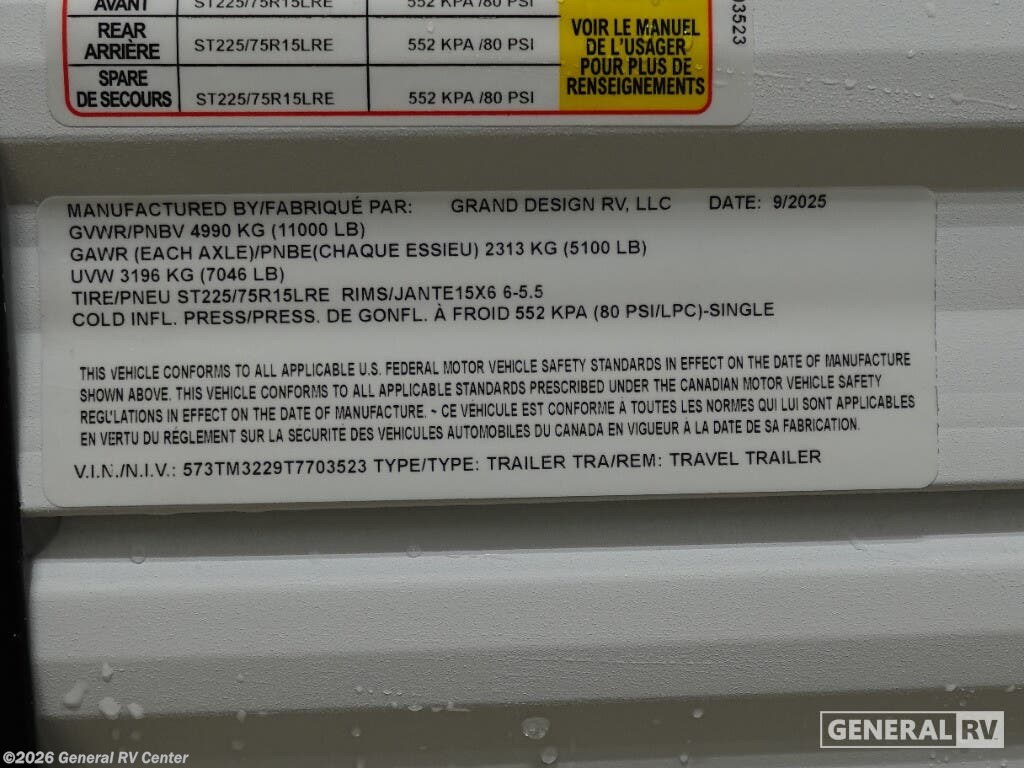 AVANT ST225/75R15LRE 552 KPA /80 PSI
REAR
ARRIÈRE ST225/75R15LRE 552 KPA /80 PSI
SPARE
DE SECOURS ST225/75R15LRE 552 KPA /80 PSI
VOIR LE MANUEL
DE L'USAGER
POUR PLUS DE
RENSEIGNEMENTS
03523
MANUFACTURED BY/FABRIQUÉ PAR: GRAND DESIGN RV, LLC DATE: 9/2025
GVWR/PNBV 4990 KG (11000 LB)
GAWR (EACH AXLE)/PNBE(CHAQUE ESSIEU) 2313 KG (5100 LB)
UVW 3196 KG (7046 LB)
TIRE/PNEU ST225/75R15LRE RIMS/JANTE15X6 6-5.5
COLD INFL. PRESS/PRESS. DE GONFL. À FROID 552 KPA (80 PSI/LPC)-SINGLE
THIS VEHICLE CONFORMS TO ALL APPLICABLE U.S. FEDERAL MOTOR VEHICLE SAFETY STANDARDS IN EFFECT ON THE DATE OF MANUFACTURE
SHOWN ABOVE. THIS VEHICLE CONFORMS TO ALL APPLICABLE STANDARDS PRESCRIBED UNDER THE CANADIAN MOTOR VEHICLE SAFETY
REGULATIONS IN EFFECT ON THE DATE OF MANUFACTURE. ~ CE VÉHICULE EST CONFORME À TOUTES LES NORMES QUI LUI SONT APPLICABLES
EN VERTU DU RÉGLEMENT SUR LA SECURITÉ DES VÉHICULES AUTOMOBILES DU CANADA EN VIGUEUR À LA DATE DE SA FABRICATION.
V.I.N./N.I.V.: 573TM3229T7703523 TYPE/TYPE: TRAILER TRA/REM: TRAVEL TRAILER
GENERAL RV
©2026 General RV Center